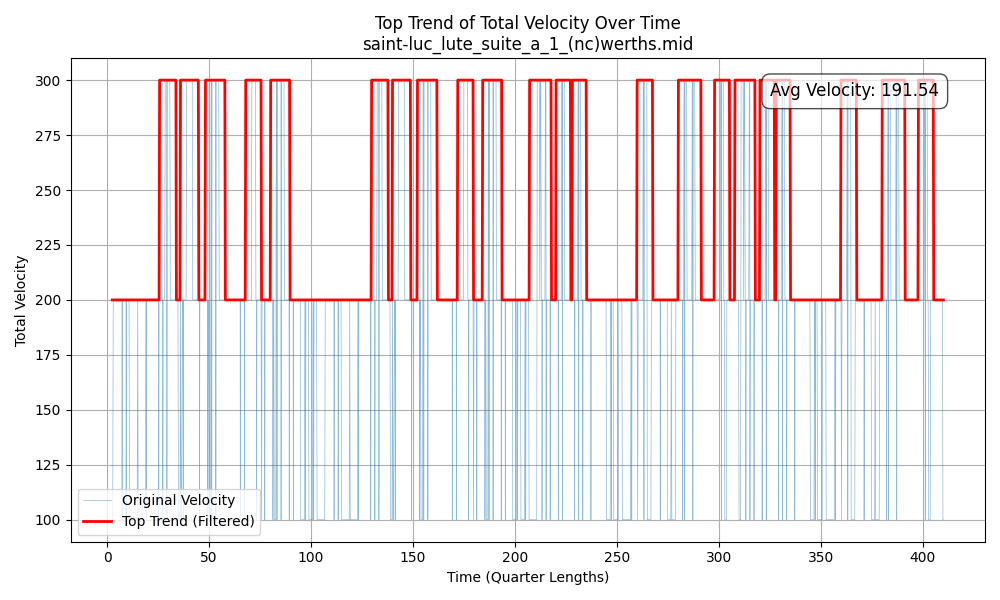 Top Trend of Total Velocity Over Time
saint-luc_lute_suite_a_1_(nc)werths.mid
Avg Velocity: 191.54
Total Velocity
300
275
250
225
200
175
150
125
100
Original Velocity
Top Trend (Filtered)
0 50 100 150 200 250 300 350 400
Time (Quarter Lengths)